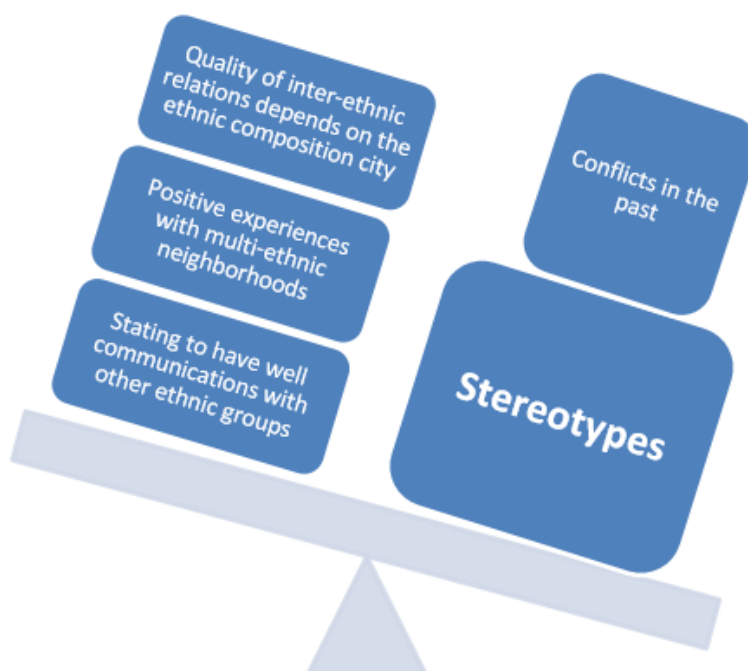 Quality of inter-ethnic
relations depends on the
ethnic composition city
Positive experiences
with multi-ethnic
neighborhoods
Stating to have well
communications with
other ethnic groups
Conflicts in the
past
Stereotypes